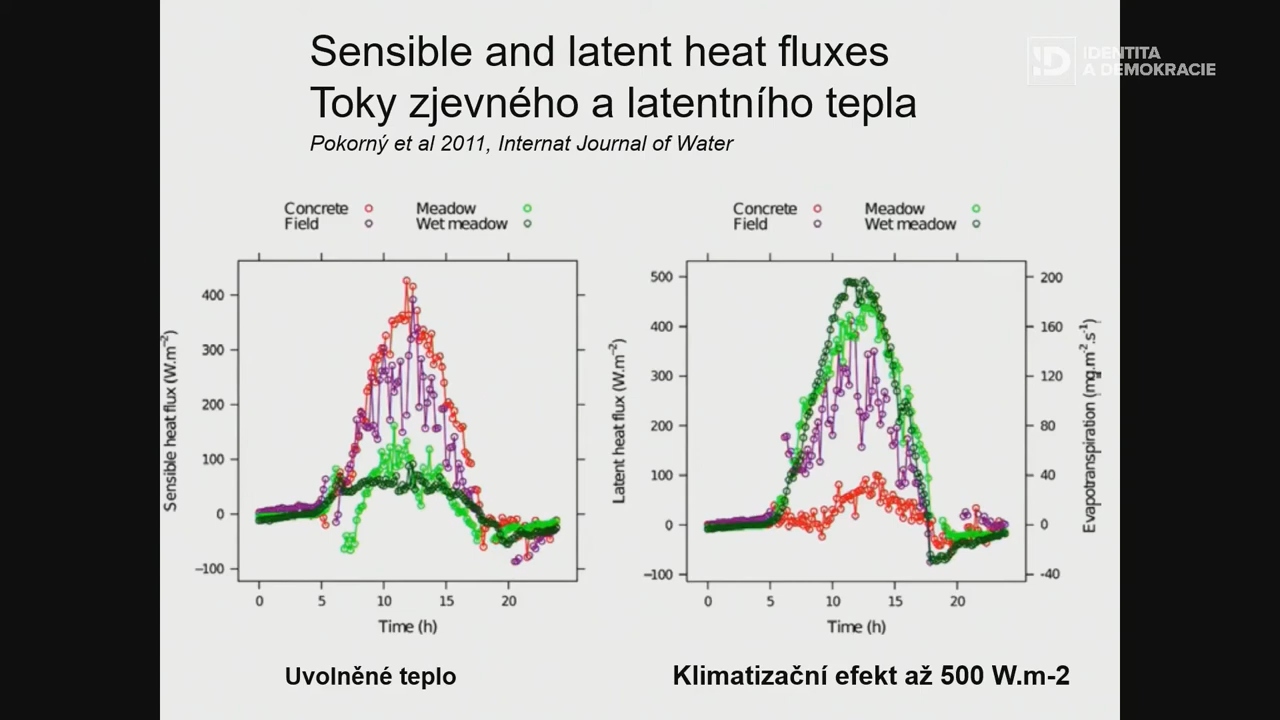 Sensible and latent heat fluxes
Toky zjevného a latentního tepla
Pokorný et al 2011, Internat Journal of Water
ID IDENTITA
A DEMOKRACIE
Concrete Meadow
Field Wet meadow
Sensible heat flux (W.m⁻²)
400
300
200
100
0
−100
0 5 10 15 20
Time (h)
Uvolněné teplo
Concrete Meadow
Field Wet meadow
Latent heat flux (W.m⁻²)
500
400
300
200
100
0
−100
200
160
120
80
40
0
-40
Evapotranspiration (mg.m⁻².s⁻¹)
0 5 10 15 20
Time (h)
Klimatizační efekt až 500 W.m-2